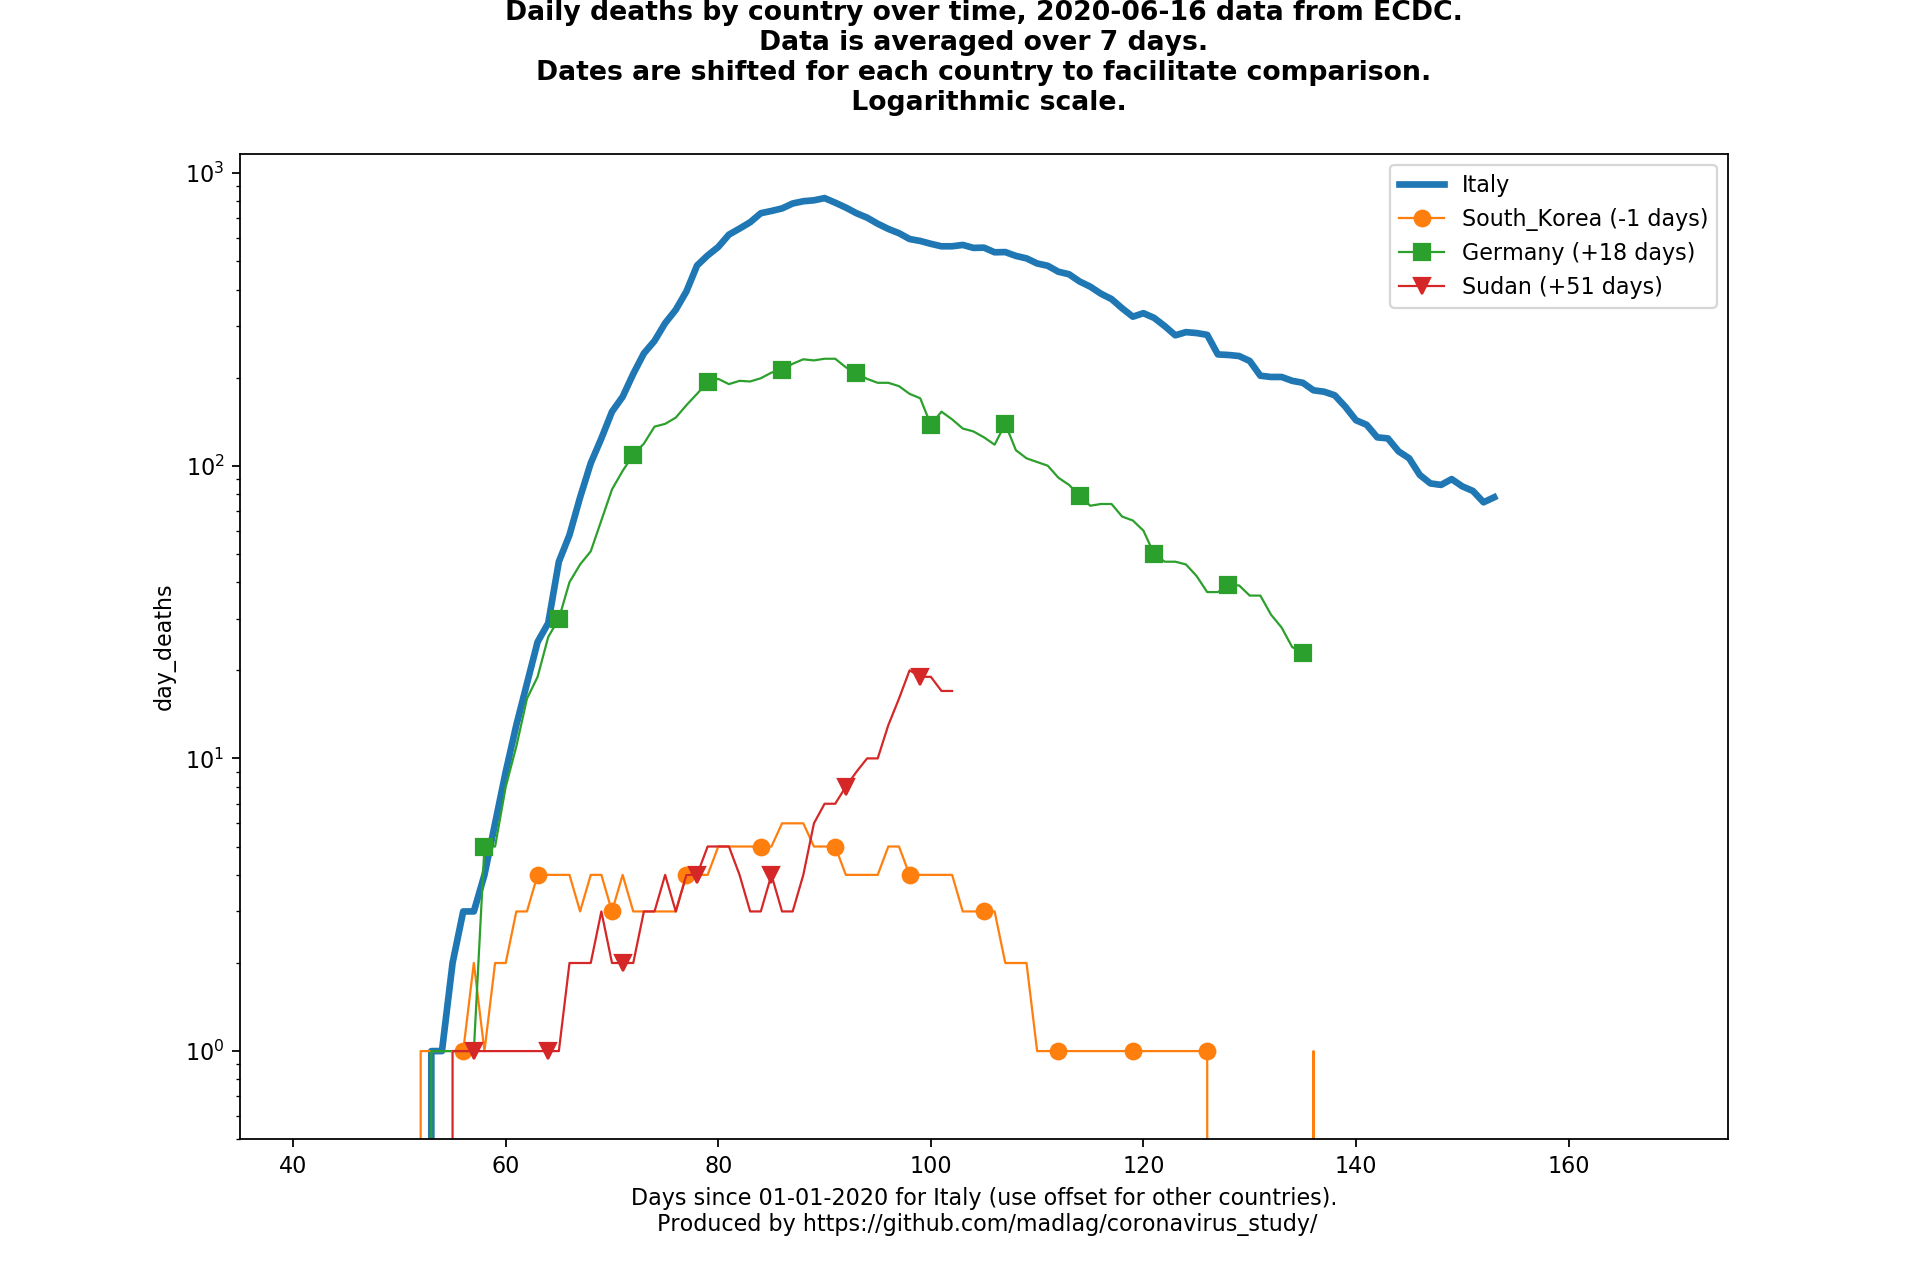 Daily deaths by country over time, 2020-06-16 data from ECDC.
Data is averaged over 7 days.
Dates are shifted for each country to facilitate comparison.
Logarithmic scale.
10³
10²
10¹
10⁰
day_deaths
Italy
South_Korea (-1 days)
Germany (+18 days)
Sudan (+51 days)
40 60 80 100 120 140 160
Days since 01-01-2020 for Italy (use offset for other countries).
Produced by https://github.com/madlag/coronavirus_study/